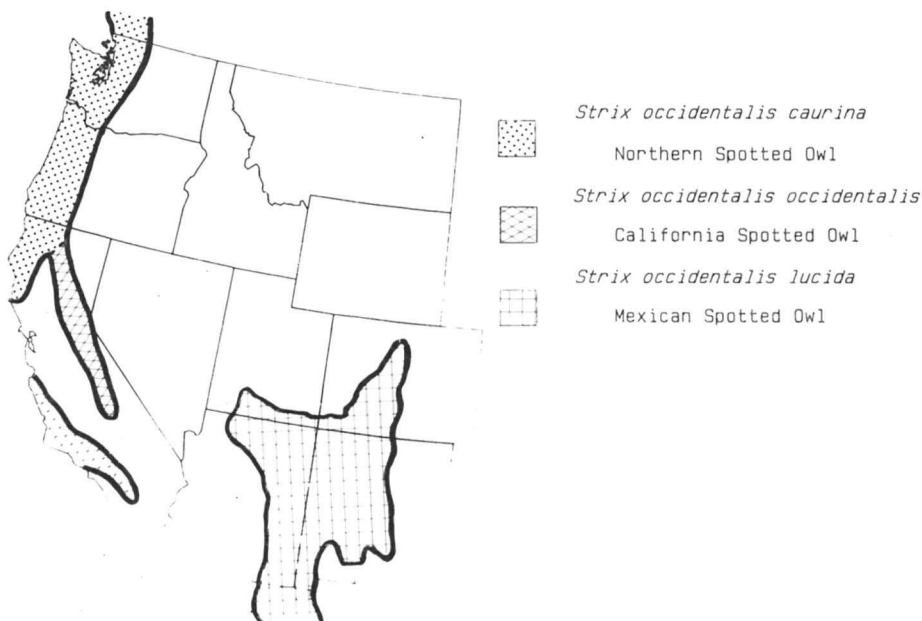 Strix occidentalis caurina
Northern Spotted Owl
Strix occidentalis occidentalis
California Spotted Owl
Strix occidentalis lucida
Mexican Spotted Owl